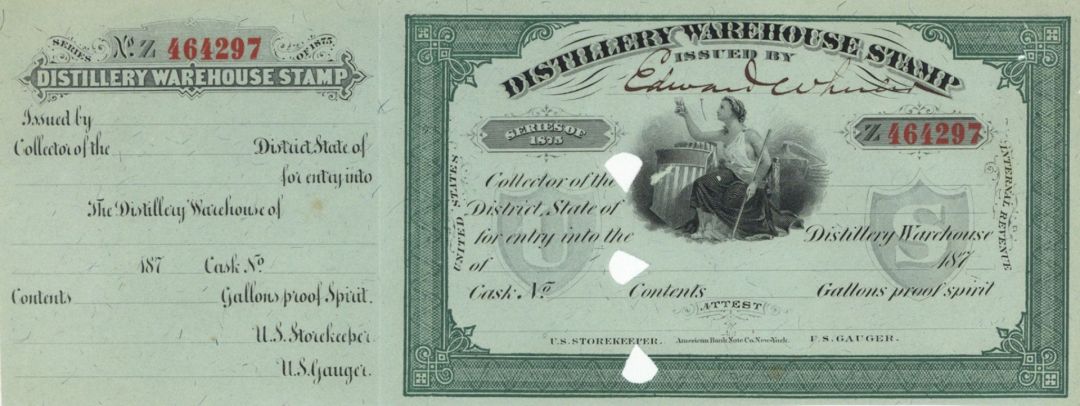 SERIES No. Z 464297 OF 1875.
DISTILLERY WAREHOUSE STAMP
Issued by
Collector of the District, State of
for entry into
The Distillery Warehouse of
187 Cask No.
Contents Gallons proof Spirit.
U.S. Storekeeper.
U.S. Gauger.
DISTILLERY WAREHOUSE STAMP
ISSUED BY
Edward
SERIES OF
1875
Z 464297
UNITED STATES
INTERNAL REVENUE
U S
Collector of the
District, State of
for entry into the Distillery Warehouse
of 187
Cask No. Contents Gallons proof spirit
ATTEST
U.S. STOREKEEPER. American Bank Note Co. New York. U.S. GAUGER.